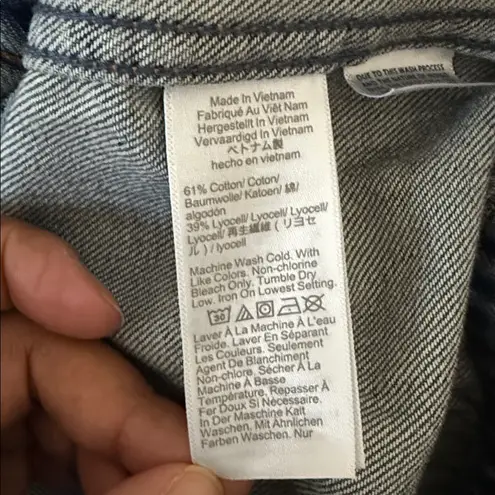 DUE TO THIS WASH PROCESS
Made In Vietnam
Fabriqué Au Viêt Nam
Hergestellt In Vietnam
Vervaardigd In Vietnam
ベトナム製
hecho en vietnam
61% Cotton/ Coton/
Baumwolle/ Katoen/ 綿/
algodón
39% Lyocell/ Lyocell/ Lyocell/
Lyocell/ 再生繊維 ( リヨセ
ル ) / lyocell
Machine Wash Cold. With
Like Colors. Non-chlorine
Bleach Only. Tumble Dry
Low. Iron On Lowest Setting.
30
Laver À La Machine À L'eau
Froide. Laver En Séparant
Les Couleurs. Seulement
Agent De Blanchiment
Non-chlore. Sécher À La
Machine À Basse
Température. Repasser À
Fer Doux Si Nécessaire.
In Der Maschine Kalt
Waschen. Mit Ähnlichen
Farben Waschen. Nur